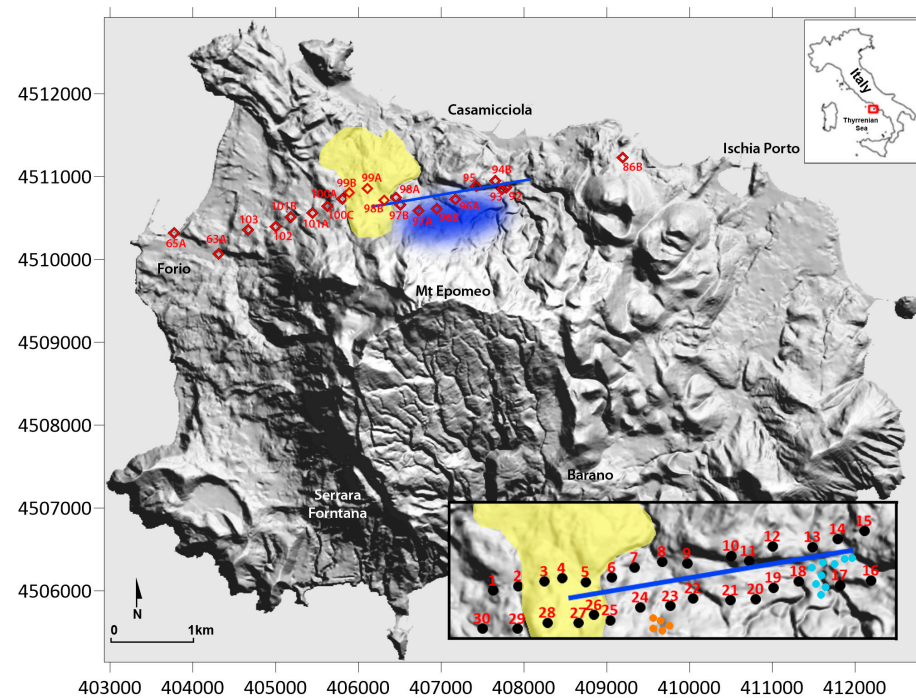 4512000
4511000
4510000
4509000
4508000
4507000
4506000
403000 404000 405000 406000 407000 408000 409000 410000 411000 412000
Italy
Thyrrenian
Sea
Casamicciola
Ischia Porto
Forio
Mt Epomeo
Barano
Serrara
Forntana
65A
63A
103
102
101B
101A
100A
100C
99B
99A
98B
98A
97B
97A
96B
96A
95
94B
93
92
86B
N
0 1km
1
2
3
4
5
6
7
8
9
10
11
12
13
14
15
16
17
18
19
20
21
22
23
24
25
26
27
28
29
30